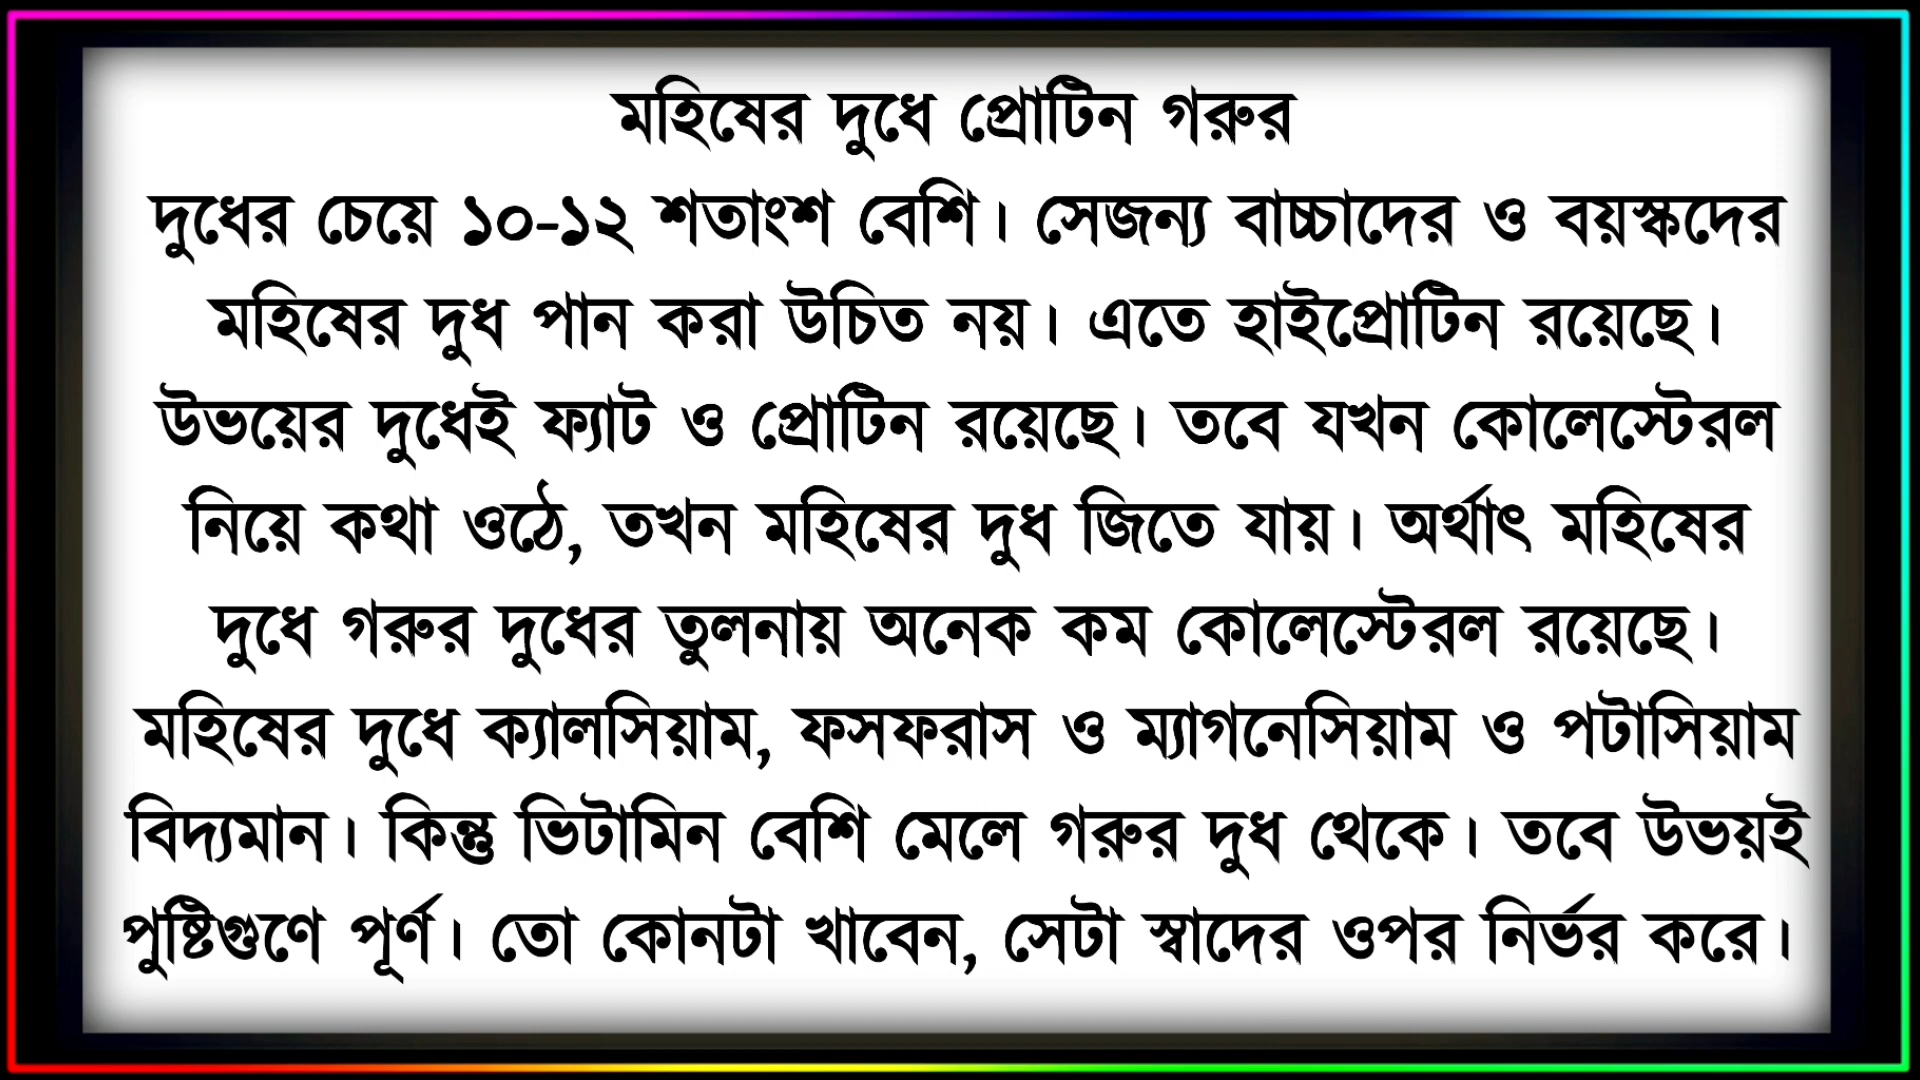 মহিষের দুধে প্রোটিন গরুর
দুধের চেয়ে ১০-১২ শতাংশ বেশি। সেজন্য বাচ্চাদের ও বয়স্কদের
মহিষের দুধ পান করা উচিত নয়। এতে হাইপ্রোটিন রয়েছে।
উভয়ের দুধেই ফ্যাট ও প্রোটিন রয়েছে। তবে যখন কোলেস্টেরল
নিয়ে কথা ওঠে, তখন মহিষের দুধ জিতে যায়। অর্থাৎ মহিষের
দুধে গরুর দুধের তুলনায় অনেক কম কোলেস্টেরল রয়েছে।
মহিষের দুধে ক্যালসিয়াম, ফসফরাস ও ম্যাগনেসিয়াম ও পটাসিয়াম
বিদ্যমান। কিন্তু ভিটামিন বেশি মেলে গরুর দুধ থেকে। তবে উভয়ই
পুষ্টিগুণে পূর্ণ। তো কোনটা খাবেন, সেটা স্বাদের ওপর নির্ভর করে।